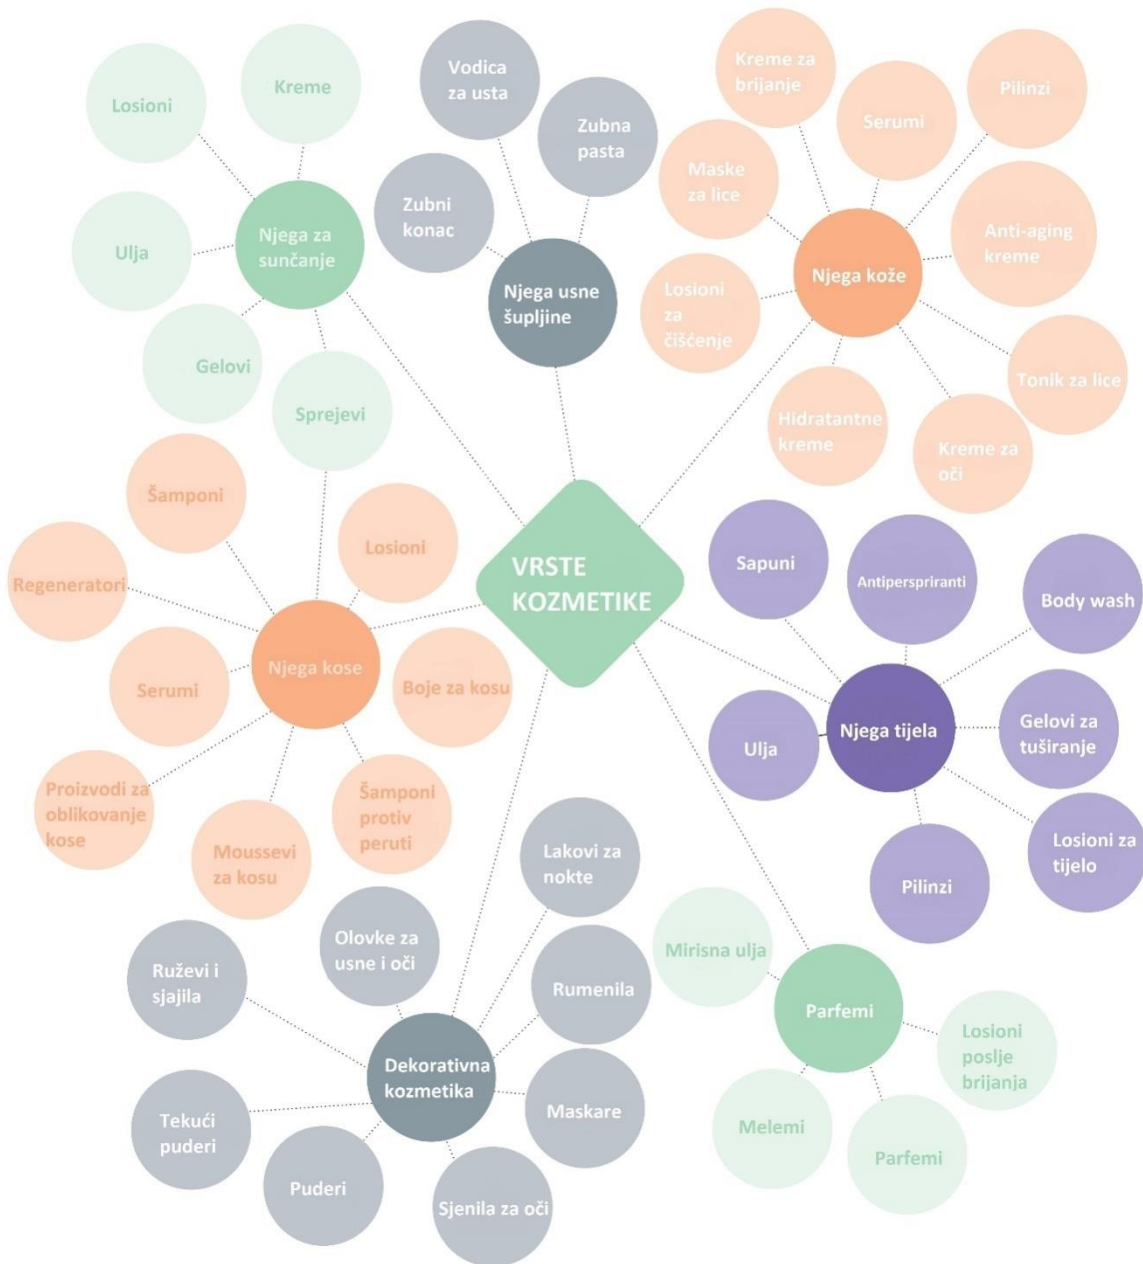 VRSTE
KOZMETIKE
Njega za
sunčanje
Losioni
Kreme
Ulja
Gelovi
Sprejevi
Njega usne
šupljine
Vodica
za usta
Zubna
pasta
Zubni
konac
Njega kože
Kreme za
brijanje
Serumi
Pilinzi
Maske
za lice
Anti-aging
kreme
Losioni
za
čišćenje
Tonik za lice
Hidratantne
kreme
Kreme za
oči
Njega kose
Šamponi
Losioni
Regeneratori
Serumi
Boje za kosu
Proizvodi za
oblikovanje
kose
Moussevi
za kosu
Šamponi
protiv
peruti
Njega tijela
Sapuni
Antiperspriranti
Body wash
Ulja
Gelovi za
tuširanje
Losioni za
tijelo
Pilinzi
Dekorativna
kozmetika
Lakovi za
nokte
Olovke za
usne i oči
Ruževi i
sjajila
Rumenila
Tekući
puderi
Maskare
Puderi
Sjenila za oči
Parfemi
Mirisna ulja
Losioni
poslje
brijanja
Melemi
Parfemi